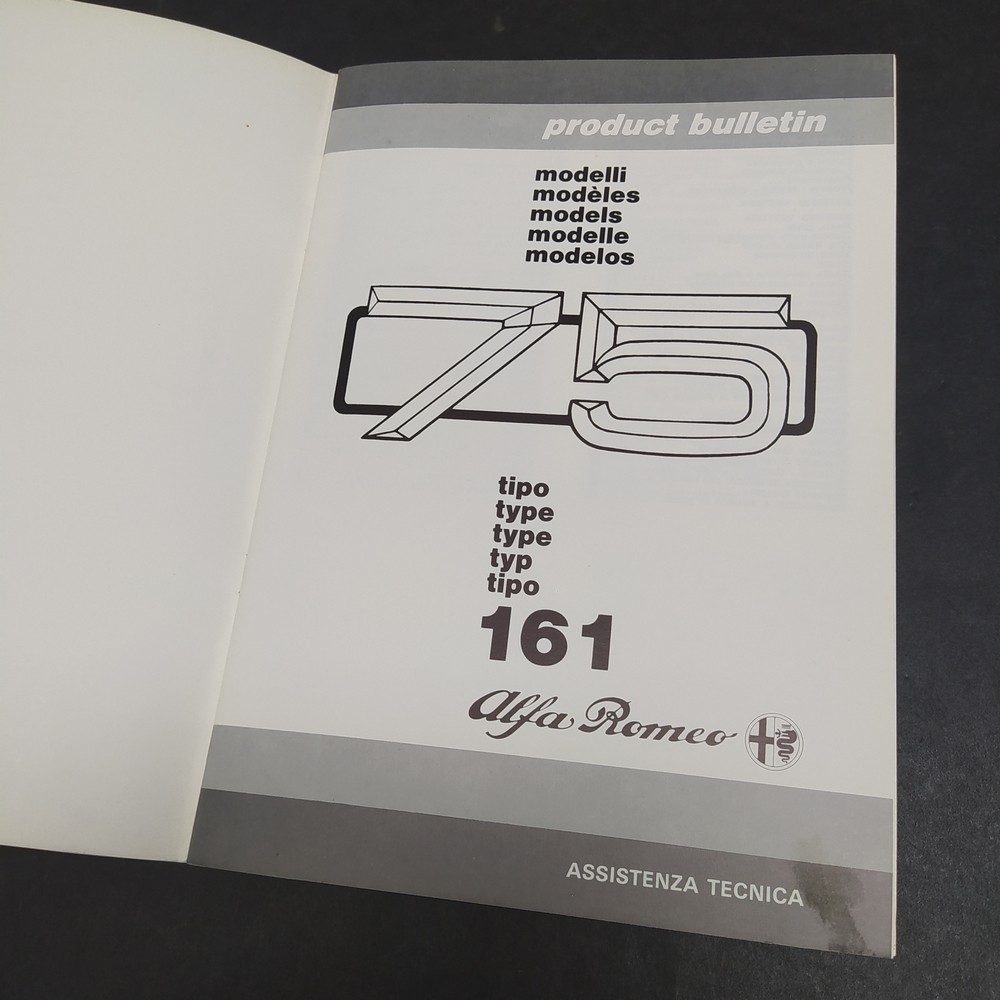 product bulletin
modelli
modèles
models
modelle
modelos
75
tipo
type
type
typ
tipo
161
Alfa Romeo
ASSISTENZA TECNICA